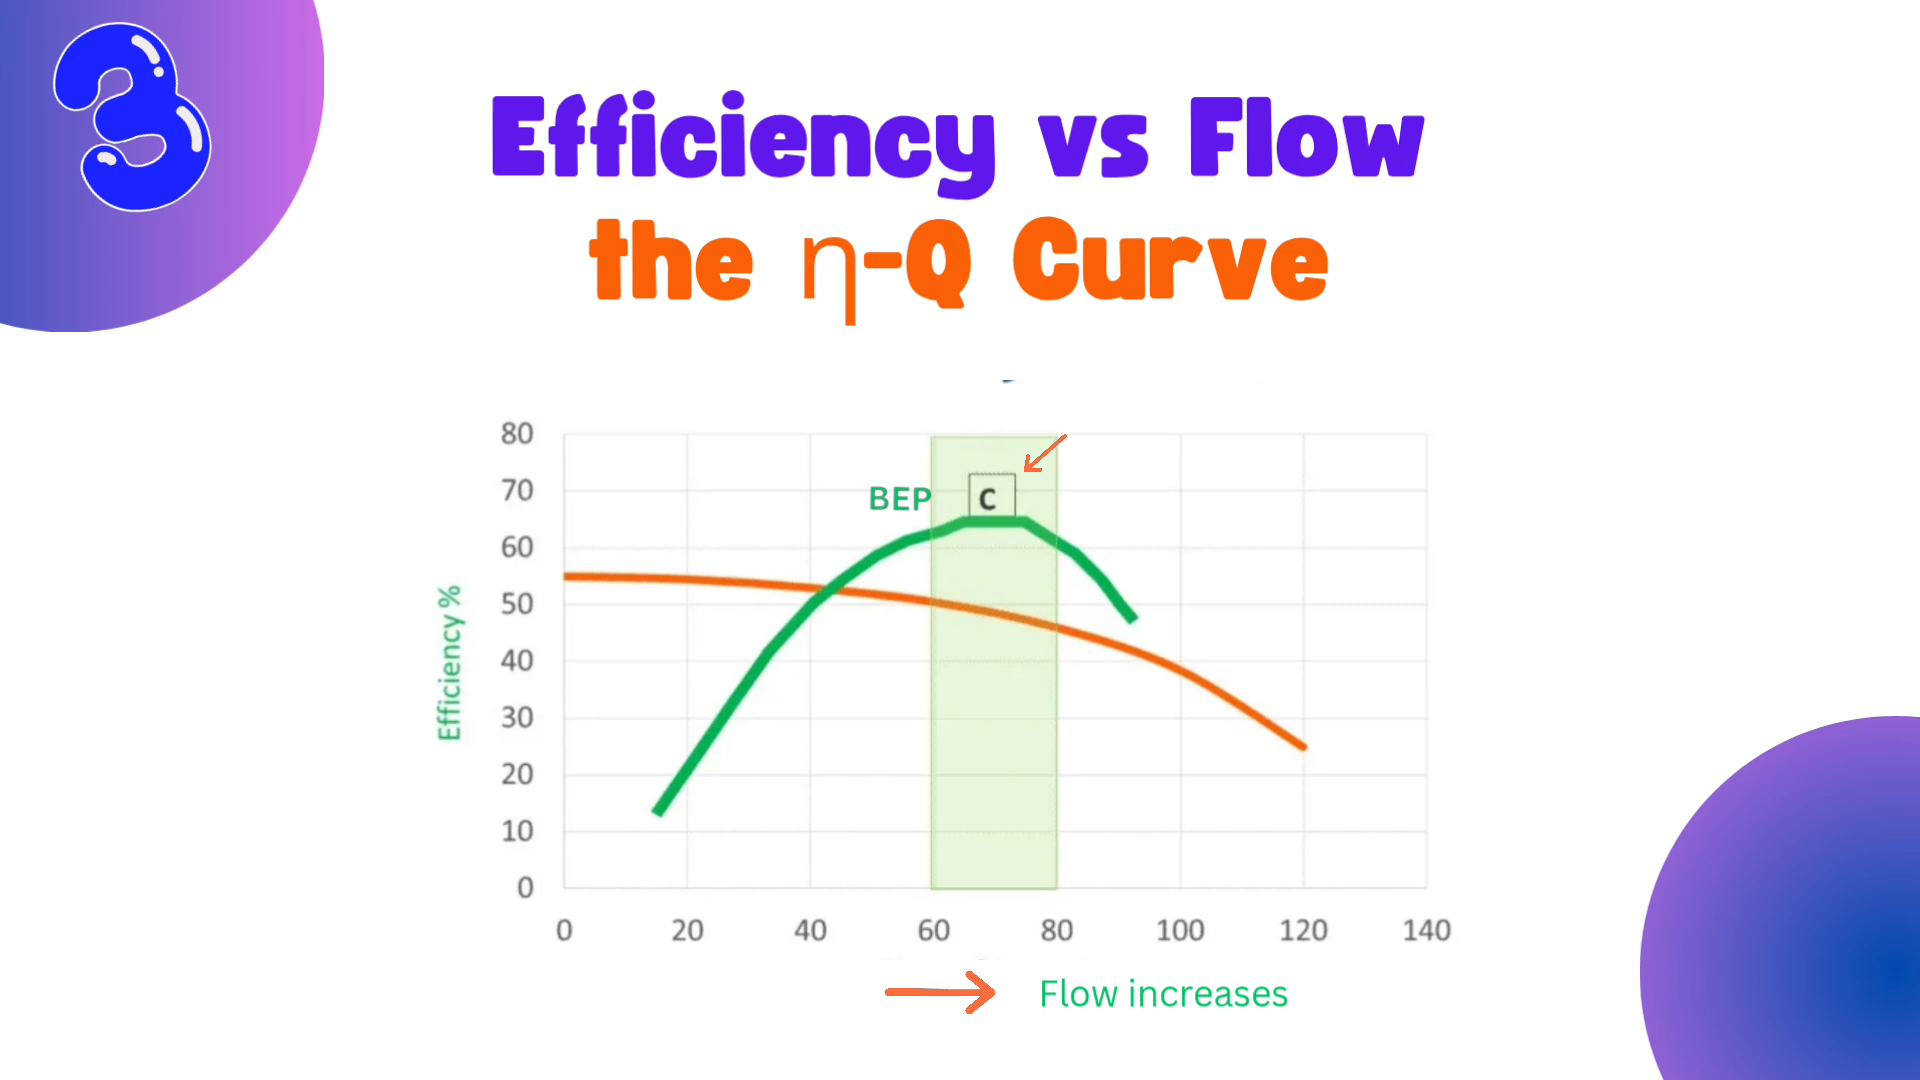 3
Efficiency vs Flow
the η-Q Curve
80
70
60
50
40
30
20
10
0
Efficiency %
BEP
C
0 20 40 60 80 100 120 140
Flow increases